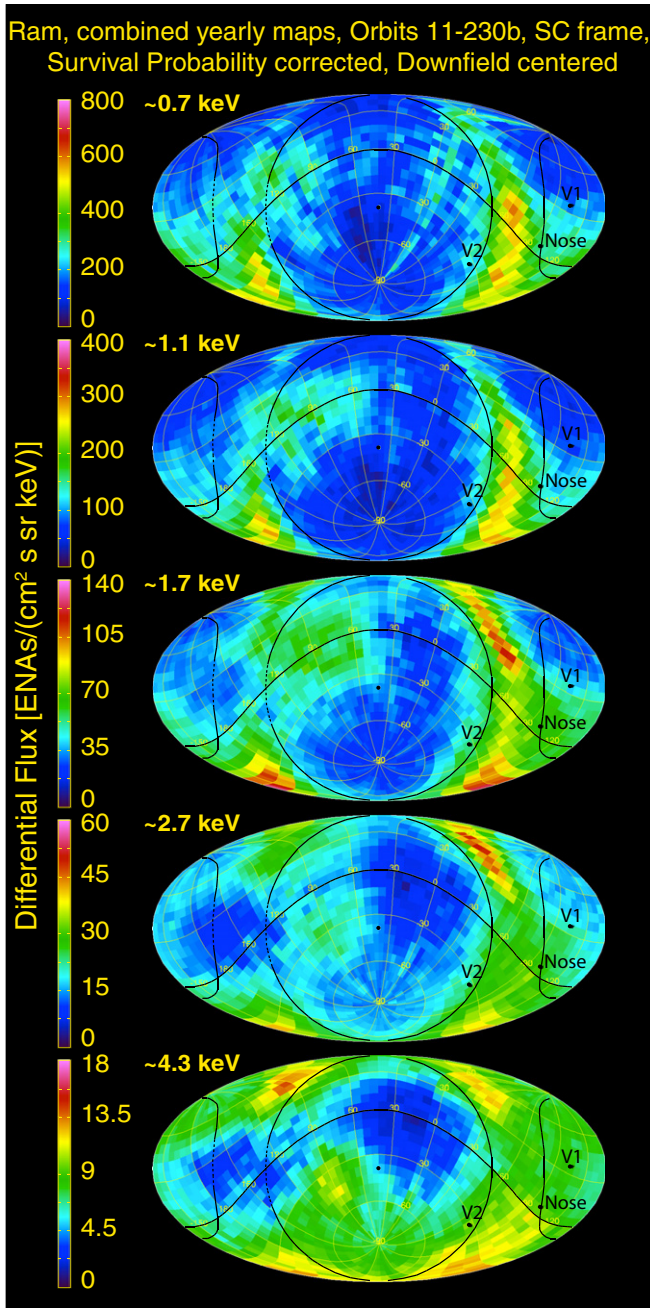 Ram, combined yearly maps, Orbits 11-230b, SC frame,
Survival Probability corrected, Downfield centered
Differential Flux [ENAs/(cm² s sr keV)]
~0.7 keV
800
600
400
200
0
V1
Nose
V2
~1.1 keV
400
300
200
100
0
V1
Nose
V2
~1.7 keV
140
105
70
35
0
V1
Nose
V2
~2.7 keV
60
45
30
15
0
V1
Nose
V2
~4.3 keV
18
13.5
9
4.5
0
V1
Nose
V2